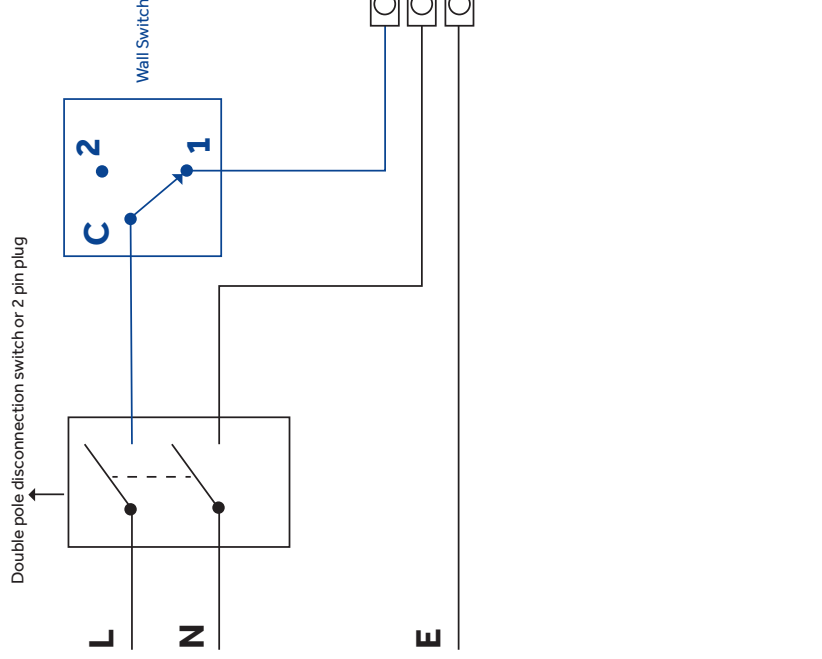 Double pole disconnection switch or 2 pin plug
Wall Switch
2
1
C
L
N
E